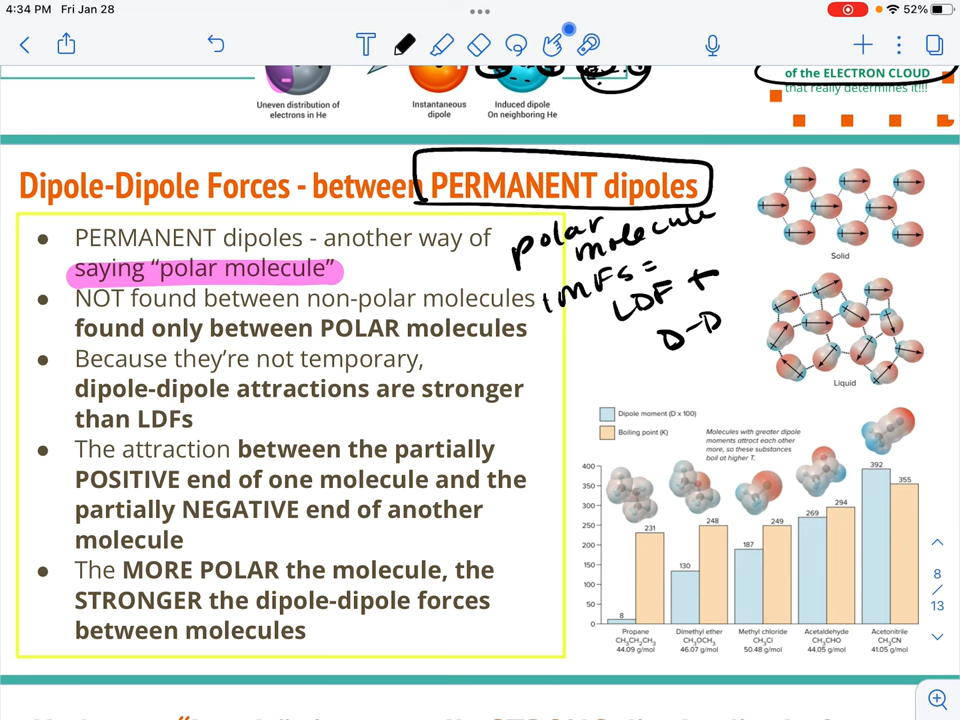 4:34 PM Fri Jan 28
52%
T
of the ELECTRON CLOUD
that really determines it!!!
Uneven distribution of
electrons in He
Instantaneous
dipole
Induced dipole
On neighboring He
Dipole-Dipole Forces - between PERMANENT dipoles
● PERMANENT dipoles - another way of
saying “polar molecule”
● NOT found between non-polar molecules
found only between POLAR molecules
● Because they’re not temporary,
dipole-dipole attractions are stronger
than LDFs
● The attraction between the partially
POSITIVE end of one molecule and the
partially NEGATIVE end of another
molecule
● The MORE POLAR the molecule, the
STRONGER the dipole-dipole forces
between molecules
polar
molecule
IMFs =
LDF +
D-D
Solid
Liquid
Dipole moment (D x 100)
Boiling point (K)
Molecules with greater dipole
moments attract each other
more, so these substances
boil at higher T.
400
350
300
250
200
150
100
50
0
8
231
130
248
187
249
269
294
392
355
Propane
CH₃CH₂CH₃
44.09 g/mol
Dimethyl ether
CH₃OCH₃
46.07 g/mol
Methyl chloride
CH₃Cl
50.48 g/mol
Acetaldehyde
CH₃CHO
44.05 g/mol
Acetonitrile
CH₃CN
41.05 g/mol
8
/
13